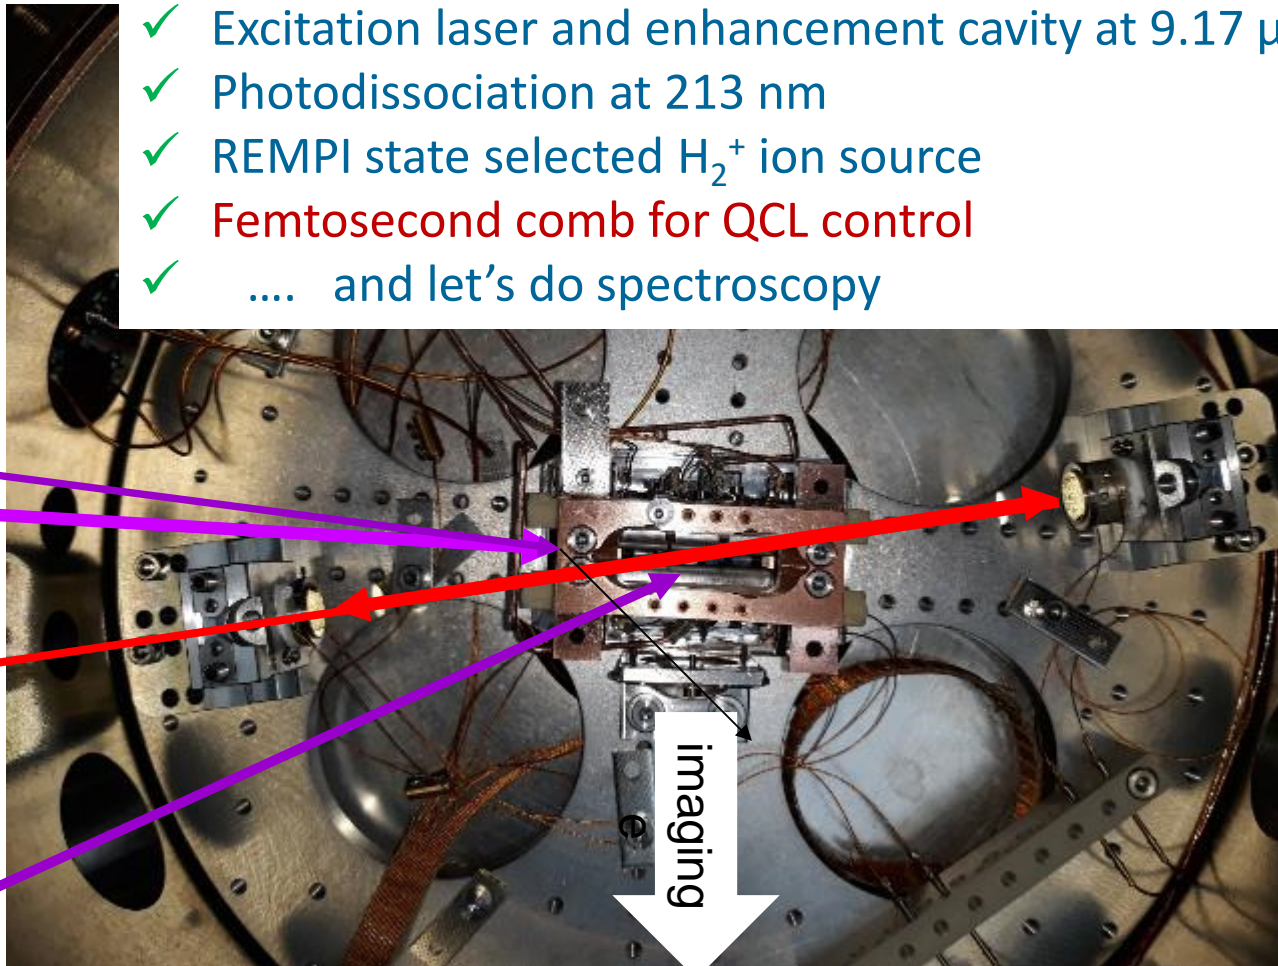 ✓ Excitation laser and enhancement cavity at 9.17 µ
✓ Photodissociation at 213 nm
✓ REMPI state selected H₂⁺ ion source
✓ Femtosecond comb for QCL control
✓ .... and let's do spectroscopy
imaging
e